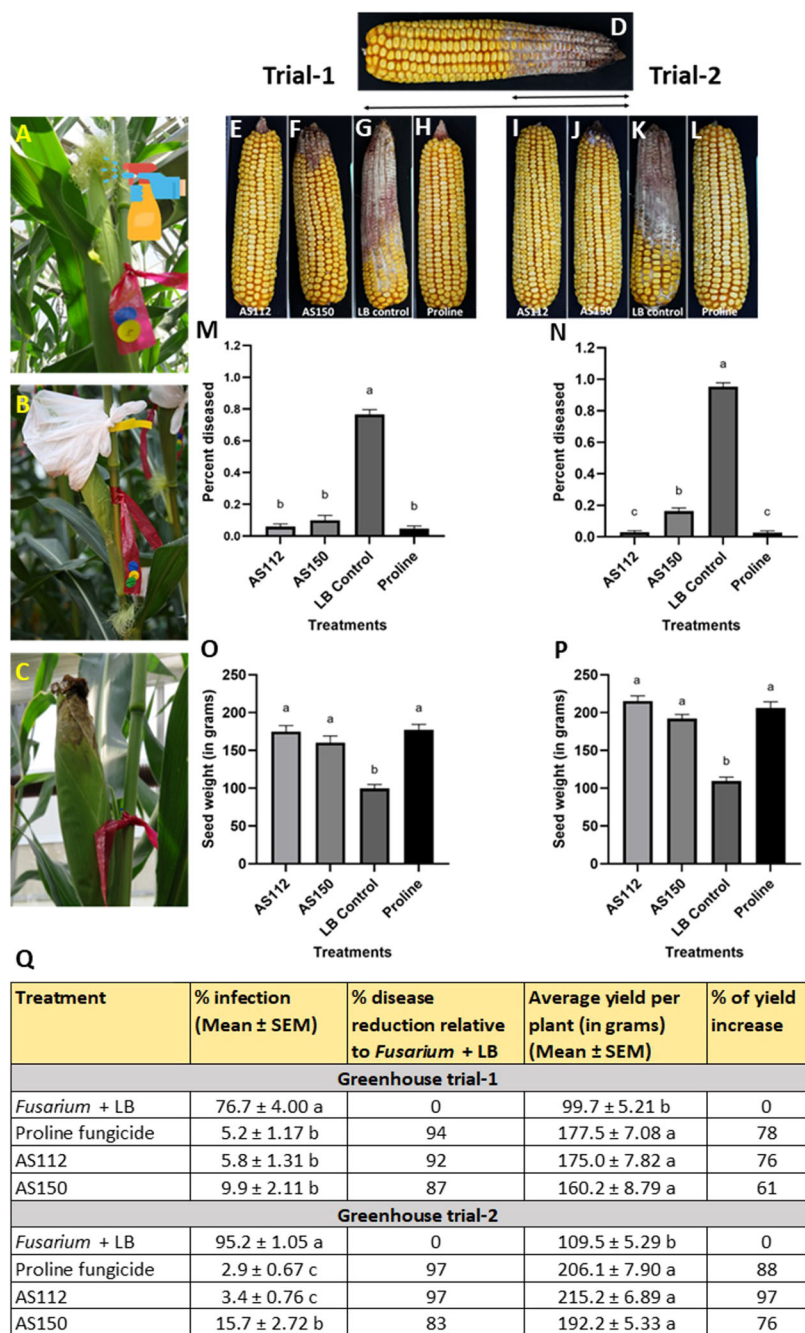 D
Trial-1 Trial-2
A
E F G H I J K L
AS112 AS150 LB control Proline AS112 AS150 LB control Proline
M
Percent diseased
1.2
1.0
0.8
0.6
0.4
0.2
0.0
b b a b
AS112 AS150 LB Control Proline
Treatments
N
Percent diseased
1.2
1.0
0.8
0.6
0.4
0.2
0.0
c b a c
AS112 AS150 LB Control Proline
Treatments
B
C
O
Seed weight (in grams)
250
200
150
100
50
0
a a b a
AS112 AS150 LB Control Proline
Treatments
P
Seed weight (in grams)
250
200
150
100
50
0
a a b a
AS112 AS150 LB Control Proline
Treatments
Q
Treatment % infection % disease Average yield per % of yield
(Mean ± SEM) reduction relative plant (in grams) increase
to Fusarium + LB (Mean ± SEM)
Greenhouse trial-1
Fusarium + LB 76.7 ± 4.00 a 0 99.7 ± 5.21 b 0
Proline fungicide 5.2 ± 1.17 b 94 177.5 ± 7.08 a 78
AS112 5.8 ± 1.31 b 92 175.0 ± 7.82 a 76
AS150 9.9 ± 2.11 b 87 160.2 ± 8.79 a 61
Greenhouse trial-2
Fusarium + LB 95.2 ± 1.05 a 0 109.5 ± 5.29 b 0
Proline fungicide 2.9 ± 0.67 c 97 206.1 ± 7.90 a 88
AS112 3.4 ± 0.76 c 97 215.2 ± 6.89 a 97
AS150 15.7 ± 2.72 b 83 192.2 ± 5.33 a 76